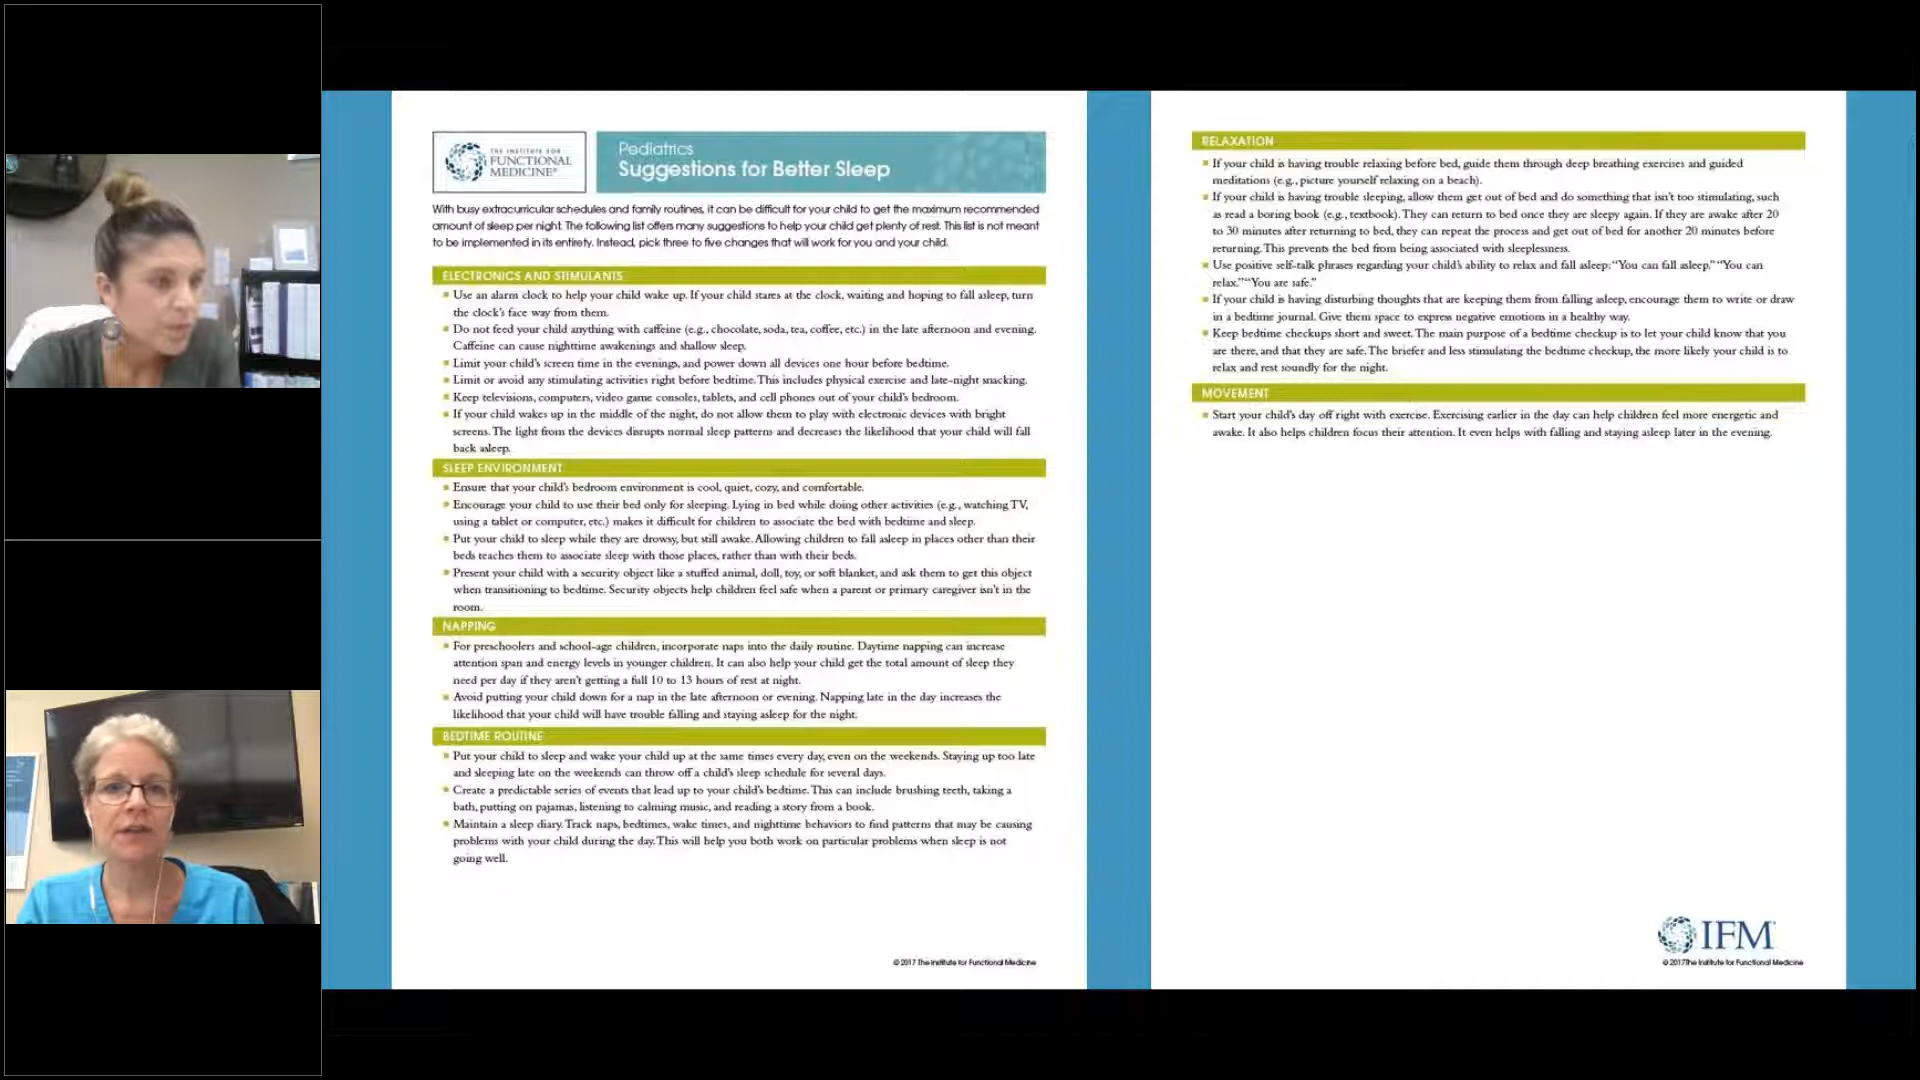 THE INSTITUTE FOR
FUNCTIONAL
MEDICINE®
Pediatrics
Suggestions for Better Sleep
With busy extracurricular schedules and family routines, it can be difficult for your child to get the maximum recommended
amount of sleep per night. The following list offers many suggestions to help your child get plenty of rest. This list is not meant
to be implemented in its entirety. Instead, pick three to five changes that will work for you and your child.
ELECTRONICS AND STIMULANTS
Use an alarm clock to help your child wake up. If your child stares at the clock, waiting and hoping to fall asleep, turn
the clock's face way from them.
Do not feed your child anything with caffeine (e.g., chocolate, soda, tea, coffee, etc.) in the late afternoon and evening.
Caffeine can cause nighttime awakenings and shallow sleep.
Limit your child's screen time in the evenings, and power down all devices one hour before bedtime.
Limit or avoid any stimulating activities right before bedtime. This includes physical exercise and late-night snacking.
Keep televisions, computers, video game consoles, tablets, and cell phones out of your child's bedroom.
If your child wakes up in the middle of the night, do not allow them to play with electronic devices with bright
screens. The light from the devices disrupts normal sleep patterns and decreases the likelihood that your child will fall
back asleep.
SLEEP ENVIRONMENT
Ensure that your child's bedroom environment is cool, quiet, cozy, and comfortable.
Encourage your child to use their bed only for sleeping. Lying in bed while doing other activities (e.g., watching TV,
using a tablet or computer, etc.) makes it difficult for children to associate the bed with bedtime and sleep.
Put your child to sleep while they are drowsy, but still awake. Allowing children to fall asleep in places other than their
beds teaches them to associate sleep with those places, rather than with their beds.
Present your child with a security object like a stuffed animal, doll, toy, or soft blanket, and ask them to get this object
when transitioning to bedtime. Security objects help children feel safe when a parent or primary caregiver isn't in the
room.
NAPPING
For preschoolers and school-age children, incorporate naps into the daily routine. Daytime napping can increase
attention span and energy levels in younger children. It can also help your child get the total amount of sleep they
need per day if they aren't getting a full 10 to 13 hours of rest at night.
Avoid putting your child down for a nap in the late afternoon or evening. Napping late in the day increases the
likelihood that your child will have trouble falling and staying asleep for the night.
BEDTIME ROUTINE
Put your child to sleep and wake your child up at the same times every day, even on the weekends. Staying up too late
and sleeping late on the weekends can throw off a child's sleep schedule for several days.
Create a predictable series of events that lead up to your child's bedtime. This can include brushing teeth, taking a
bath, putting on pajamas, listening to calming music, and reading a story from a book.
Maintain a sleep diary. Track naps, bedtimes, wake times, and nighttime behaviors to find patterns that may be causing
problems with your child during the day. This will help you both work on particular problems when sleep is not
going well.
© 2017 The Institute for Functional Medicine
RELAXATION
If your child is having trouble relaxing before bed, guide them through deep breathing exercises and guided
meditations (e.g., picture yourself relaxing on a beach).
If your child is having trouble sleeping, allow them get out of bed and do something that isn't too stimulating, such
as read a boring book (e.g., textbook). They can return to bed once they are sleepy again. If they are awake after 20
to 30 minutes after returning to bed, they can repeat the process and get out of bed for another 20 minutes before
returning. This prevents the bed from being associated with sleeplessness.
Use positive self-talk phrases regarding your child's ability to relax and fall asleep: "You can fall asleep." "You can
relax." "You are safe."
If your child is having disturbing thoughts that are keeping them from falling asleep, encourage them to write or draw
in a bedtime journal. Give them space to express negative emotions in a healthy way.
Keep bedtime checkups short and sweet. The main purpose of a bedtime checkup is to let your child know that you
are there, and that they are safe. The briefer and less stimulating the bedtime checkup, the more likely your child is to
relax and rest soundly for the night.
MOVEMENT
Start your child's day off right with exercise. Exercising earlier in the day can help children feel more energetic and
awake. It also helps children focus their attention. It even helps with falling and staying asleep later in the evening.
IFM
© 2017 The Institute for Functional Medicine